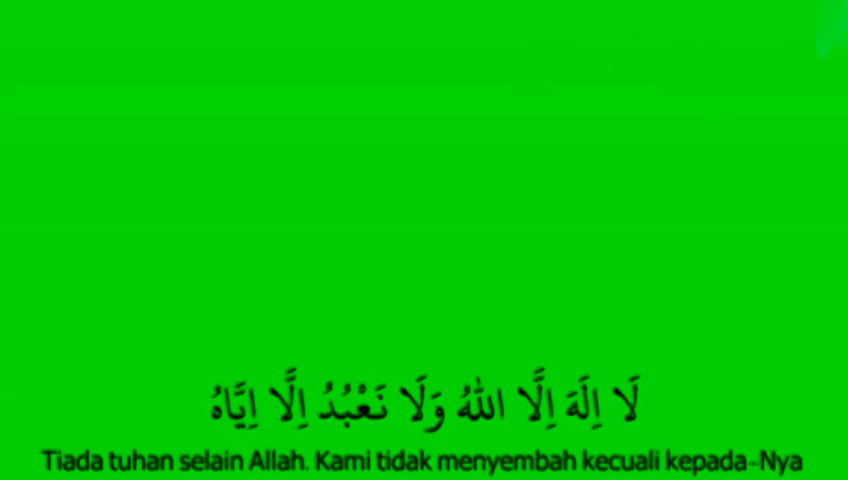 لَا اِلَهَ اِلَّا اللهُ وَلَا نَعْبُدُ اِلَّا اِيَّاهُ
Tiada tuhan selain Allah. Kami tidak menyembah kecuali kepada-Nya